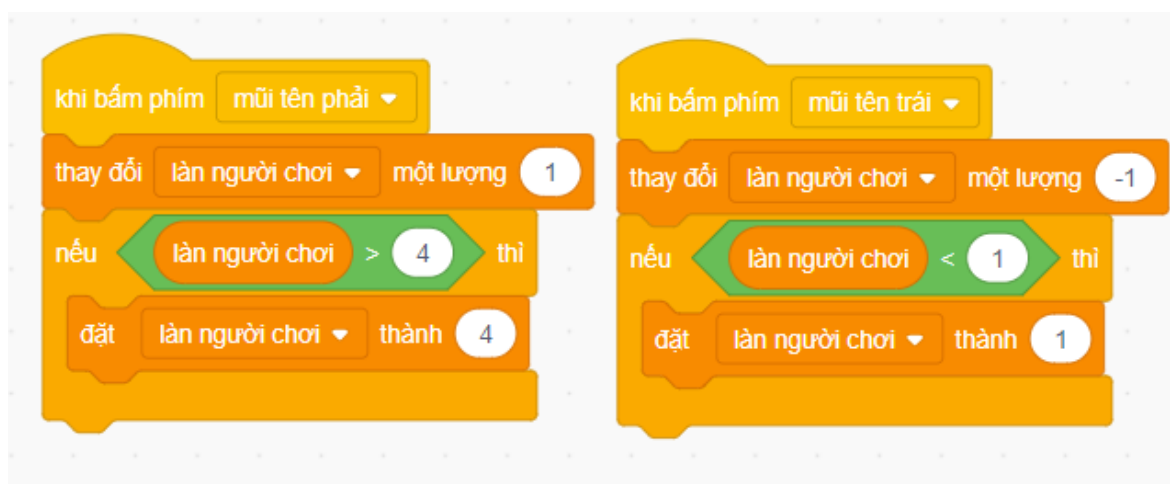 khi bấm phím mũi tên phải
thay đổi làn người chơi một lượng 1
nếu làn người chơi > 4 thì
đặt làn người chơi thành 4
khi bấm phím mũi tên trái
thay đổi làn người chơi một lượng -1
nếu làn người chơi < 1 thì
đặt làn người chơi thành 1